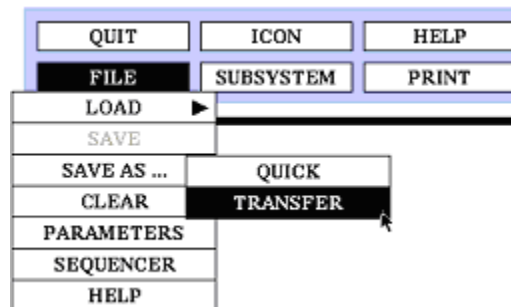 QUIT ICON HELP
FILE SUBSYSTEM PRINT
LOAD
SAVE
SAVE AS ... QUICK
CLEAR TRANSFER
PARAMETERS
SEQUENCER
HELP